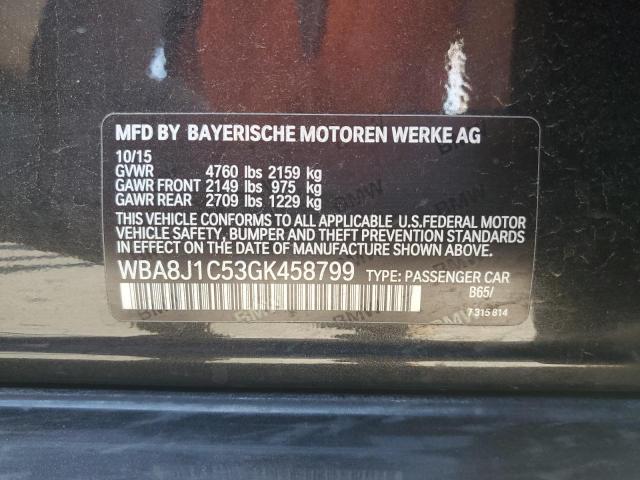 MFD BY BAYERISCHE MOTOREN WERKE AG
10/15
GVWR 4760 lbs 2159 kg
GAWR FRONT 2149 lbs 975 kg
GAWR REAR 2709 lbs 1229 kg
THIS VEHICLE CONFORMS TO ALL APPLICABLE U.S.FEDERAL MOTOR
VEHICLE SAFETY, BUMPER AND THEFT PREVENTION STANDARDS
IN EFFECT ON THE DATE OF MANUFACTURE SHOWN ABOVE.
WBA8J1C53GK458799 TYPE: PASSENGER CAR
B65/
7 315 814